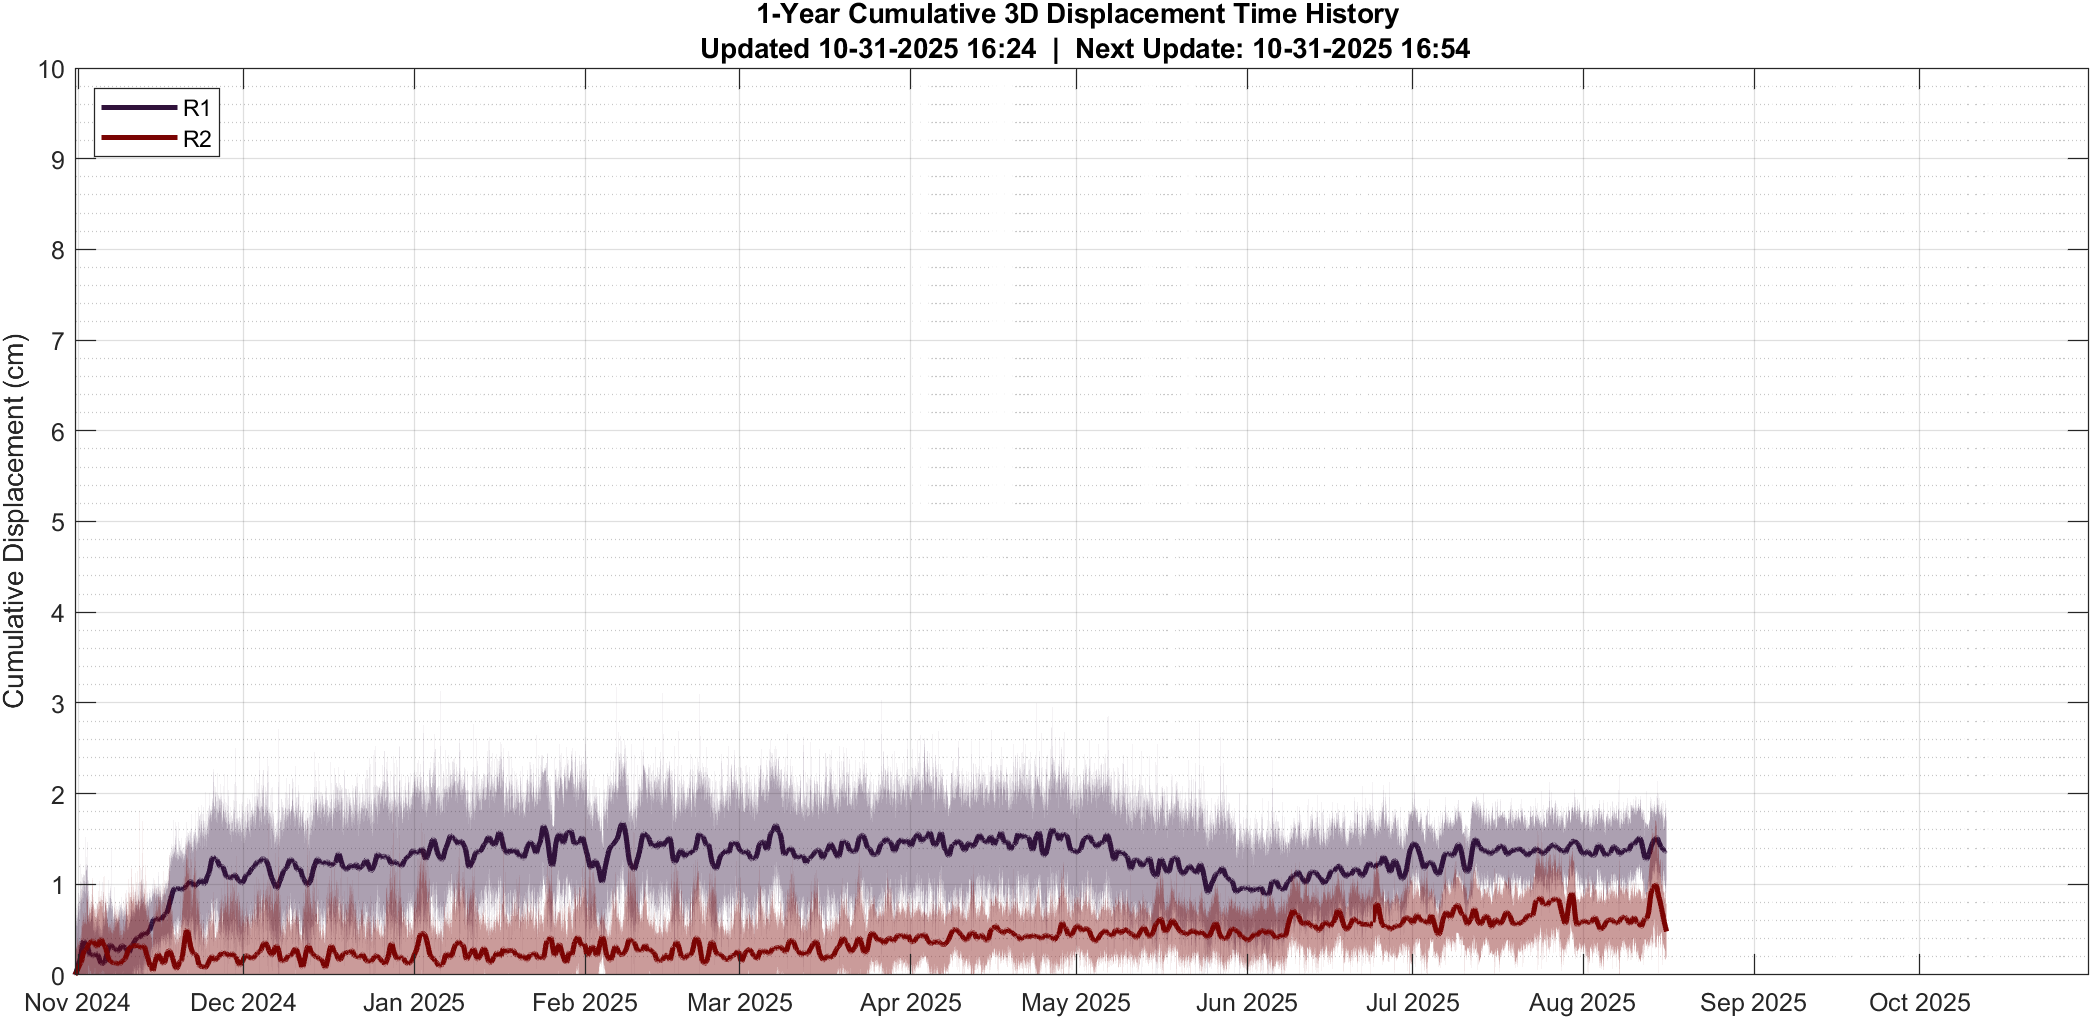 1-Year Cumulative 3D Displacement Time History
Updated 10-31-2025 16:24 | Next Update: 10-31-2025 16:54
R1
R2
Cumulative Displacement (cm)
10
9
8
7
6
5
4
3
2
1
0
Nov 2024 Dec 2024 Jan 2025 Feb 2025 Mar 2025 Apr 2025 May 2025 Jun 2025 Jul 2025 Aug 2025 Sep 2025 Oct 2025